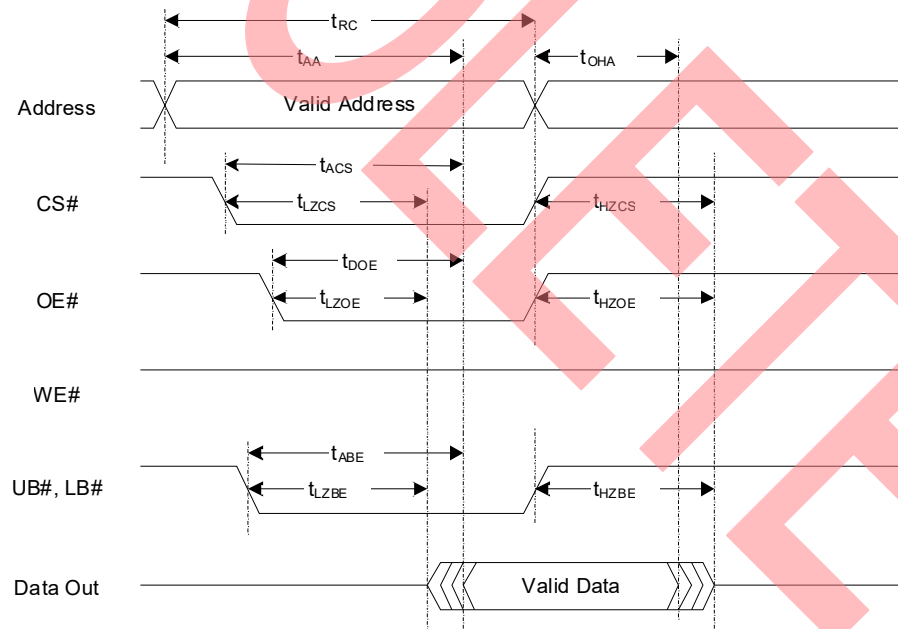 tRC
tAA
tOHA
Address
Valid Address
tACS
CS#
tLZCS
tHZCS
tDOE
OE#
tLZOE
tHZOE
WE#
tABE
UB#, LB#
tLZBE
tHZBE
Data Out
Valid Data